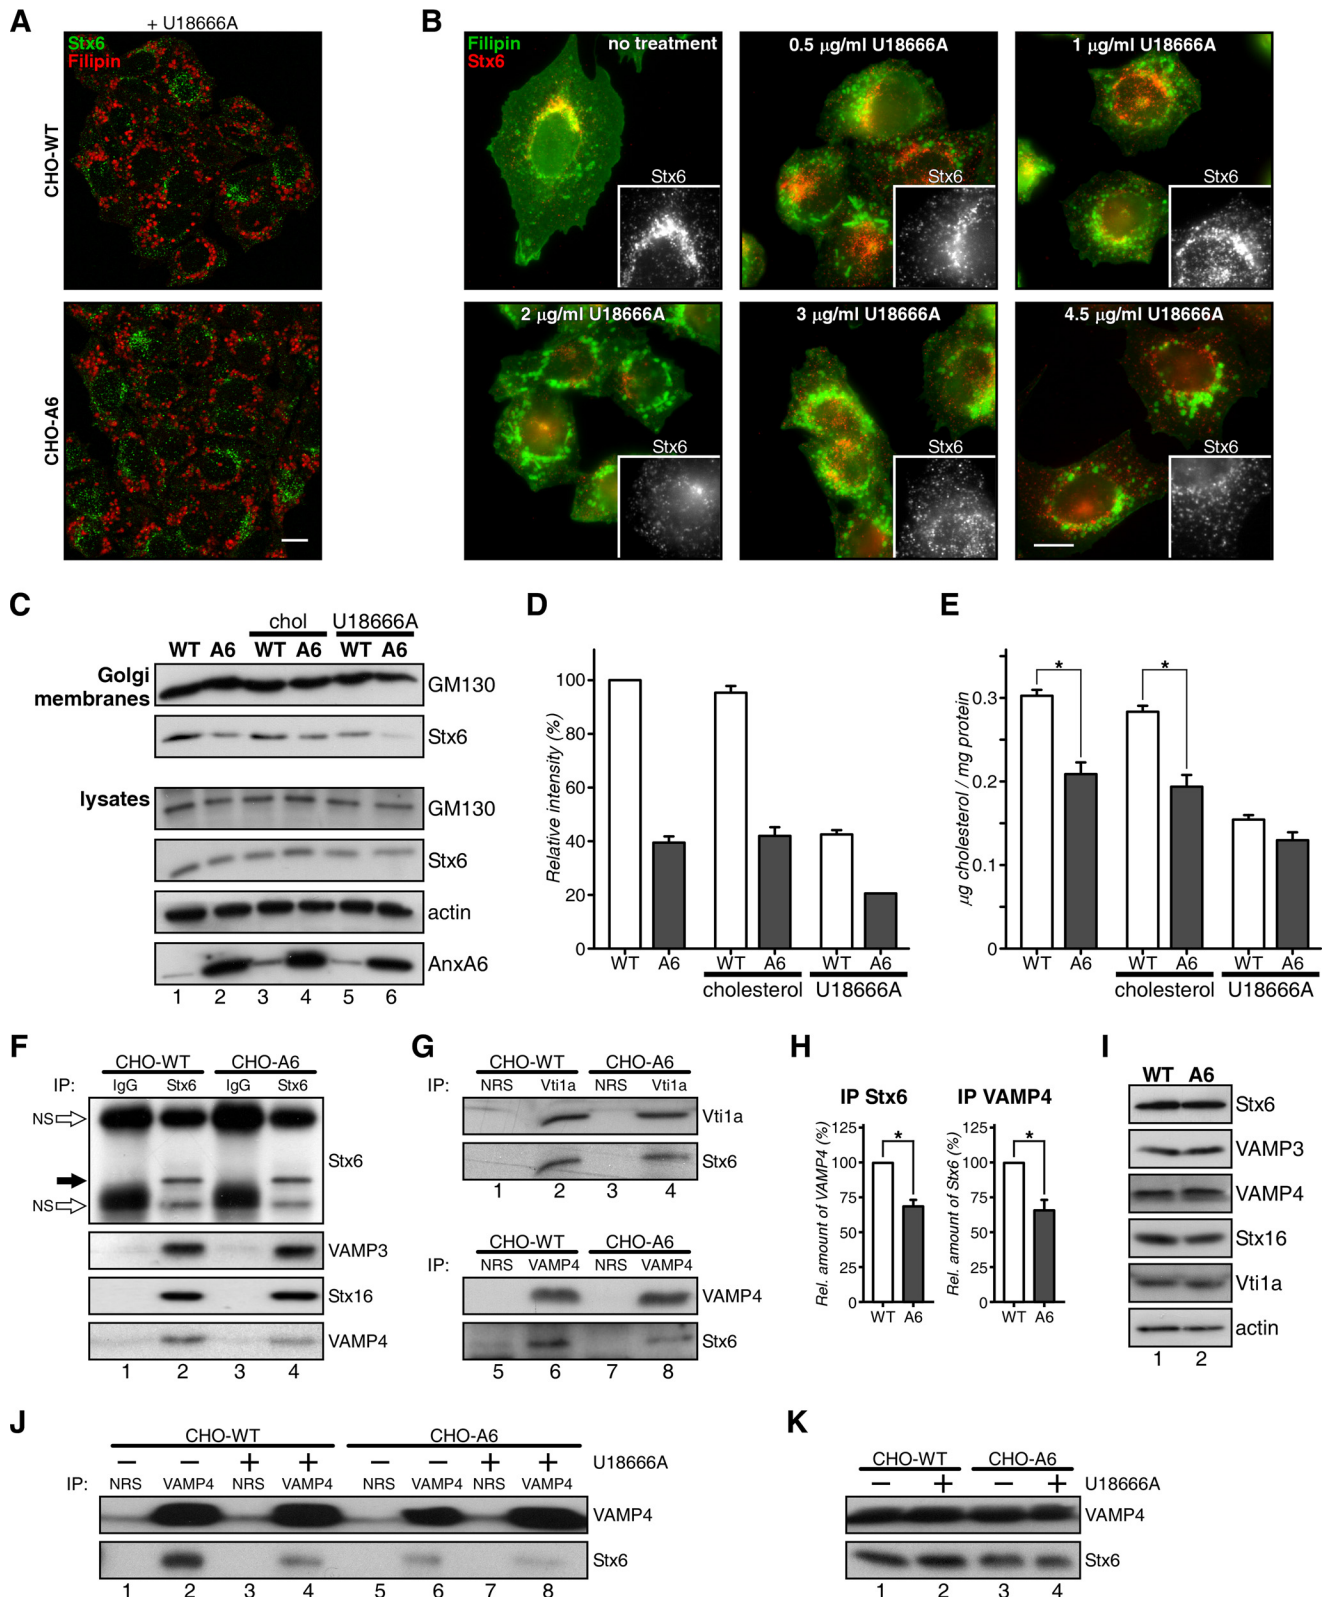 A
+ U18666A
Stx6
Filipin
CHO-WT
CHO-A6
B
Filipin
Stx6
no treatment
Stx6
0.5 µg/ml U18666A
Stx6
1 µg/ml U18666A
Stx6
2 µg/ml U18666A
Stx6
3 µg/ml U18666A
Stx6
4.5 µg/ml U18666A
Stx6
C
chol U18666A
WT A6 WT A6 WT A6
Golgi membranes
GM130
Stx6
lysates
GM130
Stx6
actin
AnxA6
1 2 3 4 5 6
D
Relative intensity (%)
100
80
60
40
20
0
WT A6 WT A6 WT A6
cholesterol U18666A
E
µg cholesterol / mg protein
* *
0.3
0.2
0.1
0
WT A6 WT A6 WT A6
cholesterol U18666A
F
CHO-WT CHO-A6
IP: IgG Stx6 IgG Stx6
NS
Stx6
NS
VAMP3
Stx16
VAMP4
1 2 3 4
G
CHO-WT CHO-A6
IP: NRS Vti1a NRS Vti1a
Vti1a
Stx6
1 2 3 4
CHO-WT CHO-A6
IP: NRS VAMP4 NRS VAMP4
VAMP4
Stx6
5 6 7 8
H
IP Stx6
Rel. amount of VAMP4 (%)
*
125
100
75
50
25
0
WT A6
IP VAMP4
Rel. amount of Stx6 (%)
*
125
100
75
50
25
0
WT A6
I
WT A6
Stx6
VAMP3
VAMP4
Stx16
Vti1a
actin
1 2
J
CHO-WT CHO-A6
− − + + − − + + U18666A
IP: NRS VAMP4 NRS VAMP4 NRS VAMP4 NRS VAMP4
VAMP4
Stx6
1 2 3 4 5 6 7 8
K
CHO-WT CHO-A6
− + − + U18666A
VAMP4
Stx6
1 2 3 4